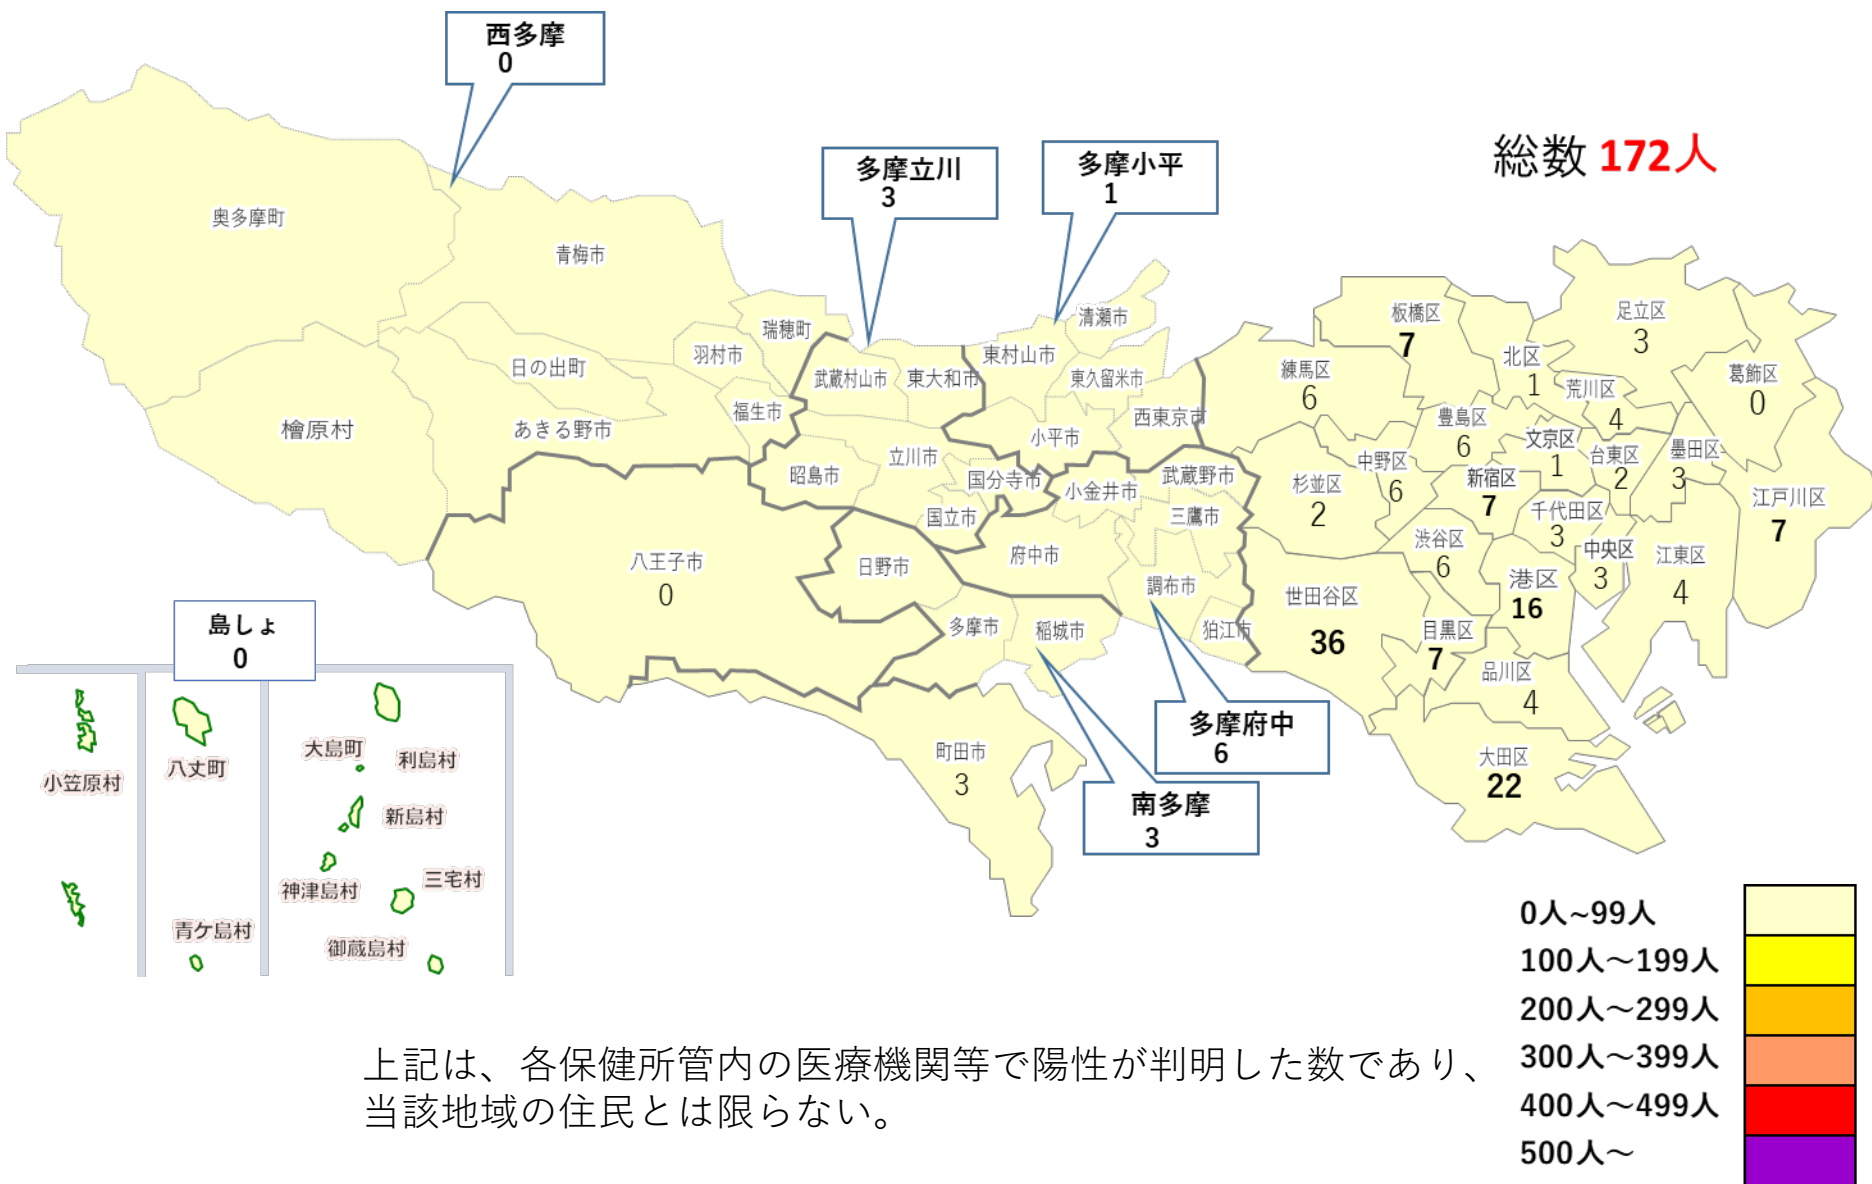 西多摩
0
多摩立川
3
多摩小平
1
総数 172人
奥多摩町
青梅市
瑞穂町
羽村市
日の出町
福生市
あきる野市
檜原村
武蔵村山市
東大和市
東村山市
清瀬市
東久留米市
西東京市
小平市
昭島市
立川市
国分寺市
国立市
小金井市
武蔵野市
三鷹市
府中市
調布市
狛江市
八王子市
0
日野市
多摩市
稲城市
町田市
3
多摩府中
6
南多摩
3
板橋区
7
練馬区
6
北区
1
足立区
3
荒川区
4
葛飾区
0
豊島区
6
文京区
1
台東区
2
墨田区
3
江戸川区
7
中野区
6
杉並区
2
新宿区
7
千代田区
3
中央区
3
江東区
4
渋谷区
6
港区
16
世田谷区
36
目黒区
7
品川区
4
大田区
22
島しょ
0
小笠原村
八丈町
青ケ島村
大島町
利島村
新島村
神津島村
三宅村
御蔵島村
0人~99人
100人～199人
200人～299人
300人～399人
400人～499人
500人～
上記は、各保健所管内の医療機関等で陽性が判明した数であり、
当該地域の住民とは限らない。